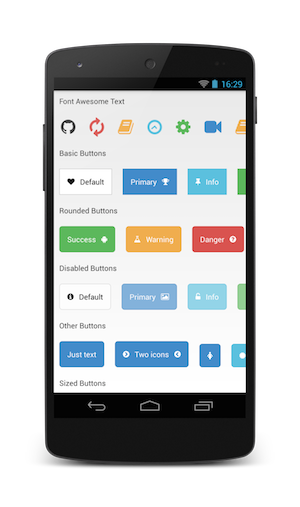 16:29
Font Awesome Text
Basic Buttons
Default Primary Info
Rounded Buttons
Success Warning Danger
Disabled Buttons
Default Primary Info
Other Buttons
Just text Two icons
Sized Buttons